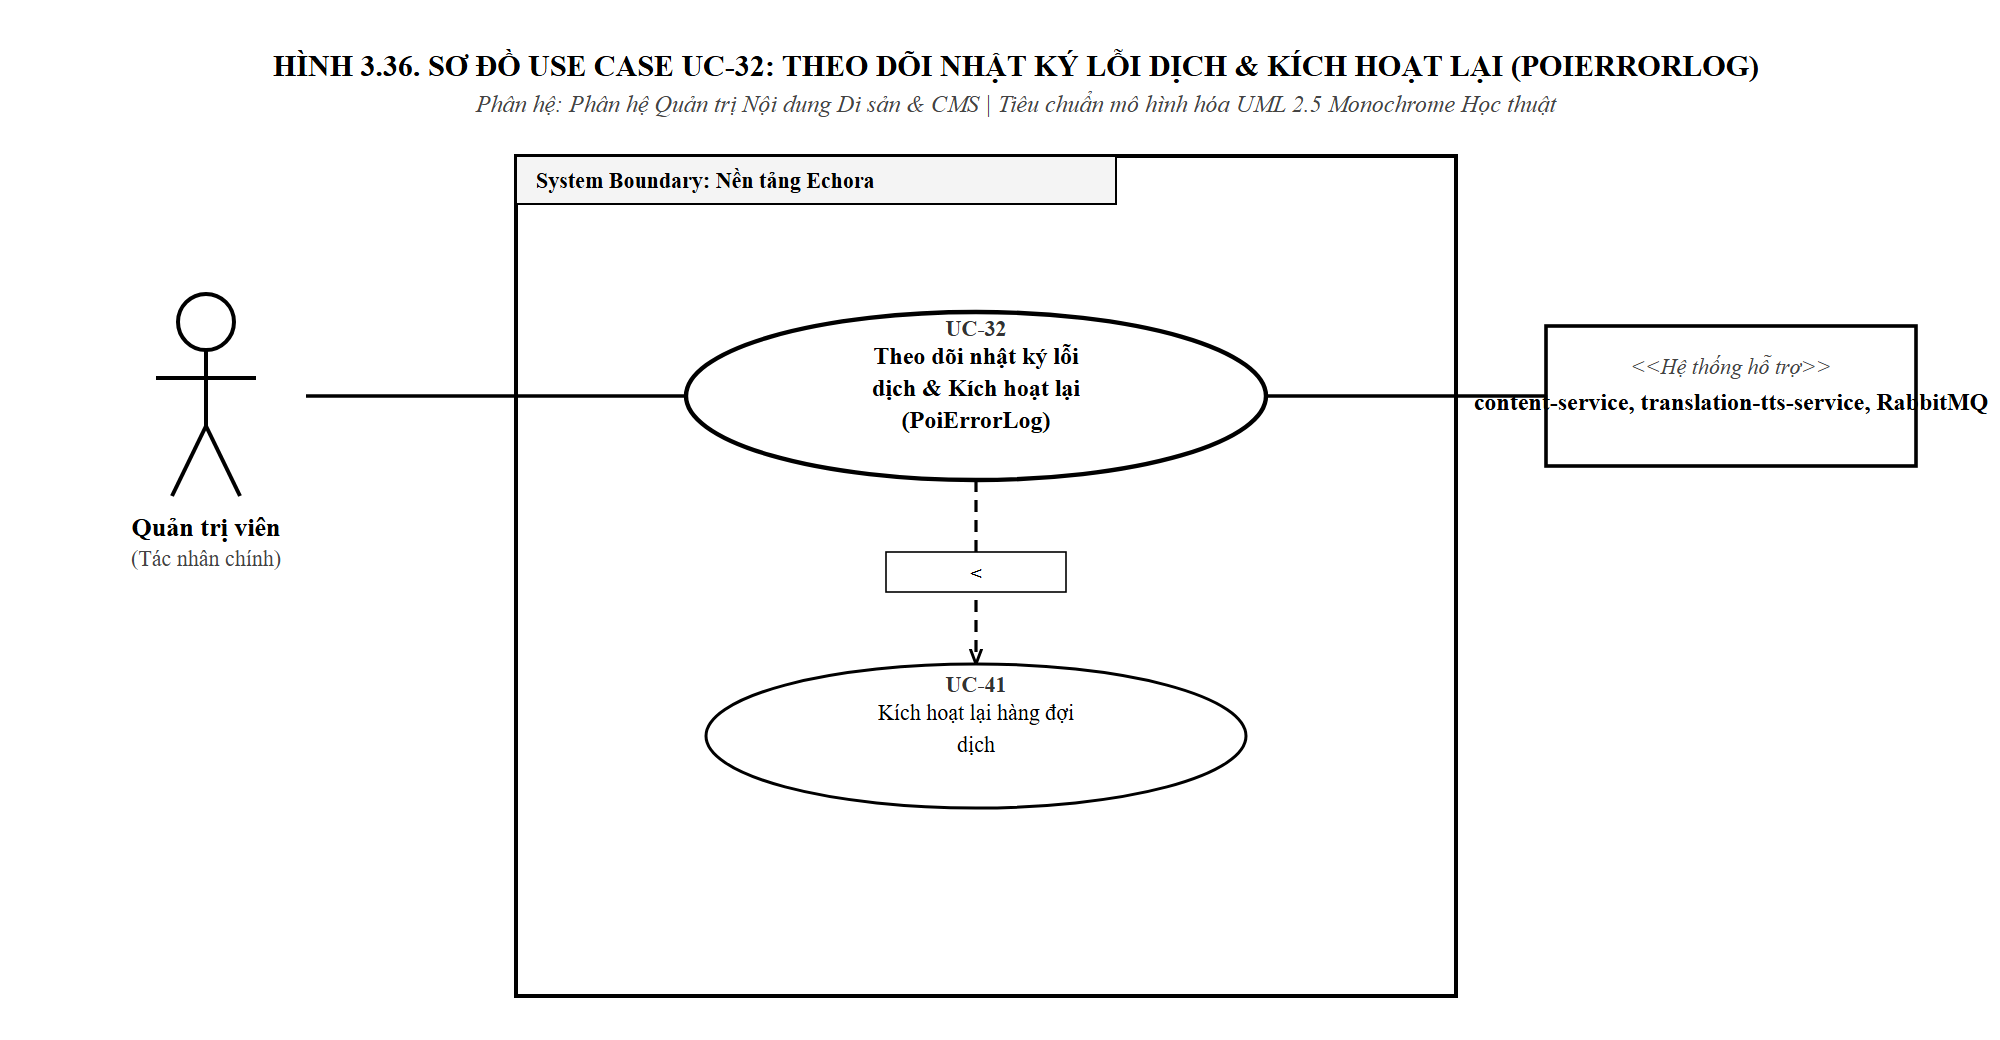 HÌNH 3.36. SƠ ĐỒ USE CASE UC-32: THEO DÕI NHẬT KÝ LỖI DỊCH & KÍCH HOẠT LẠI (POIERRORLOG)
Phân hệ: Phân hệ Quản trị Nội dung Di sản & CMS | Tiêu chuẩn mô hình hóa UML 2.5 Monochrome Học thuật
System Boundary: Nền tảng Echora
UC-32
Theo dõi nhật ký lỗi
dịch & Kích hoạt lại
(PoiErrorLog)
<<Hệ thống hỗ trợ>>
content-service, translation-tts-service, RabbitMQ
Quản trị viên
(Tác nhân chính)
<
UC-41
Kích hoạt lại hàng đợi
dịch